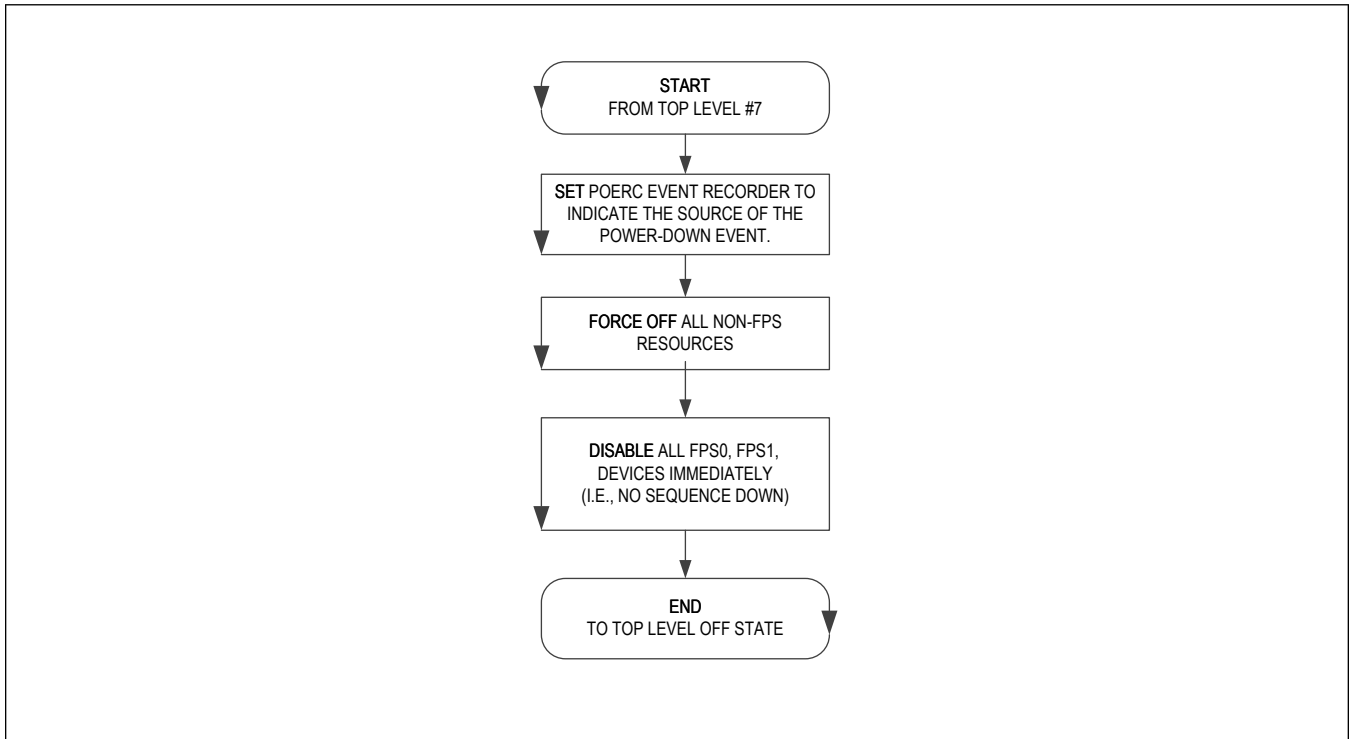 START
FROM TOP LEVEL #7
SET POERC EVENT RECORDER TO
INDICATE THE SOURCE OF THE
POWER-DOWN EVENT.
FORCE OFF ALL NON-FPS
RESOURCES
DISABLE ALL FPS0, FPS1,
DEVICES IMMEDIATELY
(I.E., NO SEQUENCE DOWN)
END
TO TOP LEVEL OFF STATE